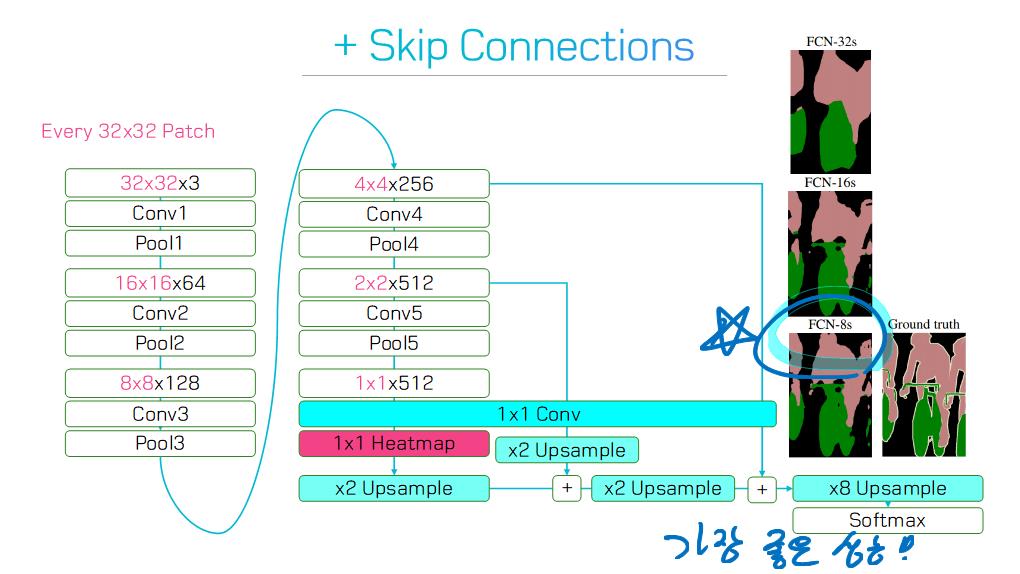 + Skip Connections
Every 32x32 Patch
32x32x3
Conv1
Pool1
16x16x64
Conv2
Pool2
8x8x128
Conv3
Pool3
4x4x256
Conv4
Pool4
2x2x512
Conv5
Pool5
1x1x512
1x1 Conv
1x1 Heatmap
x2 Upsample
x2 Upsample
+
x2 Upsample
+
x8 Upsample
Softmax
FCN-32s
FCN-16s
FCN-8s
Ground truth
가장 좋은 성능!